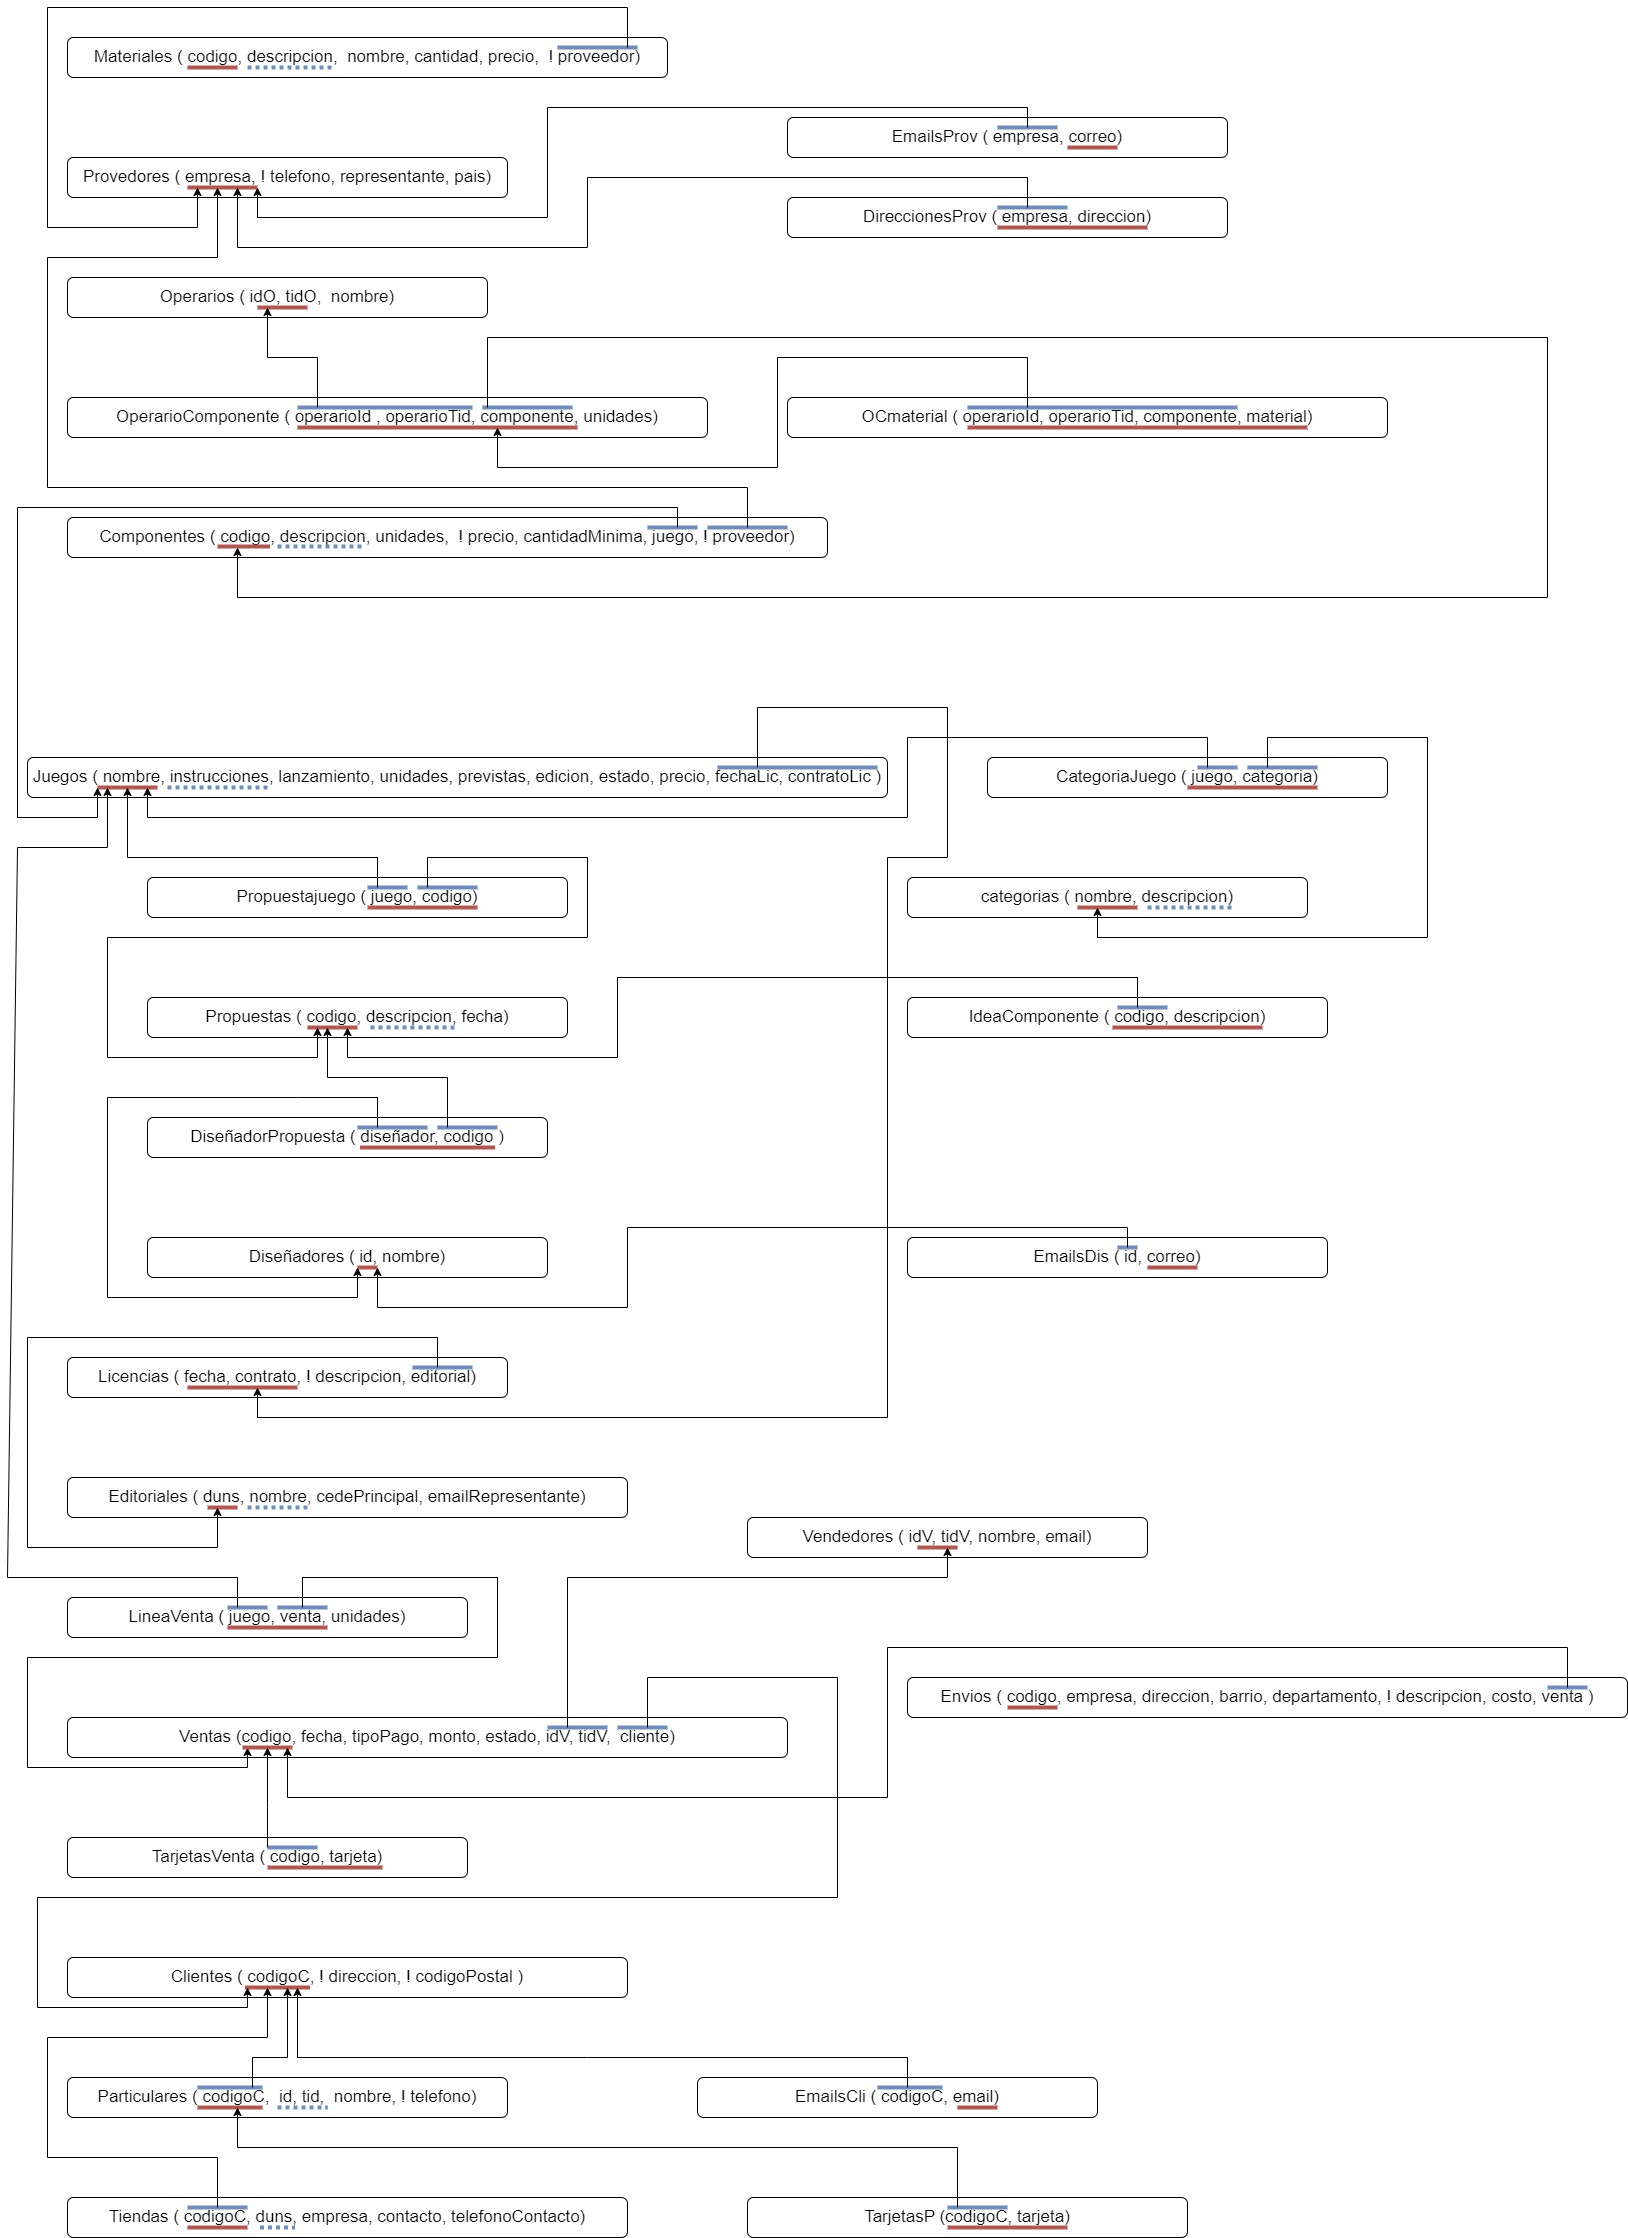 Materiales ( codigo, descripcion,  nombre, cantidad, precio,  ! proveedor)
EmailsProv ( empresa, correo)
Provedores ( empresa, ! telefono, representante, pais)
DireccionesProv ( empresa, direccion)
Operarios ( idO, tidO,  nombre)
OperarioComponente ( operarioId , operarioTid, componente, unidades)
OCmaterial ( operarioId, operarioTid, componente, material)
Componentes ( codigo, descripcion, unidades,  ! precio, cantidadMinima, juego, ! proveedor)
Juegos ( nombre, instrucciones, lanzamiento, unidades, previstas, edicion, estado, precio, fechaLic, contratoLic )
CategoriaJuego ( juego, categoria)
Propuestajuego ( juego, codigo)
categorias ( nombre, descripcion)
Propuestas ( codigo, descripcion, fecha)
IdeaComponente ( codigo, descripcion)
DiseñadorPropuesta ( diseñador, codigo )
Diseñadores ( id, nombre)
EmailsDis ( id, correo)
Licencias ( fecha, contrato, ! descripcion, editorial)
Editoriales ( duns, nombre, cedePrincipal, emailRepresentante)
Vendedores ( idV, tidV, nombre, email)
LineaVenta ( juego, venta, unidades)
Envios ( codigo, empresa, direccion, barrio, departamento, ! descripcion, costo, venta )
Ventas (codigo, fecha, tipoPago, monto, estado, idV, tidV,  cliente)
TarjetasVenta ( codigo, tarjeta)
Clientes ( codigoC, ! direccion, ! codigoPostal )
Particulares ( codigoC,  id, tid,  nombre, ! telefono)
EmailsCli ( codigoC, email)
Tiendas ( codigoC, duns, empresa, contacto, telefonoContacto)
TarjetasP (codigoC, tarjeta)